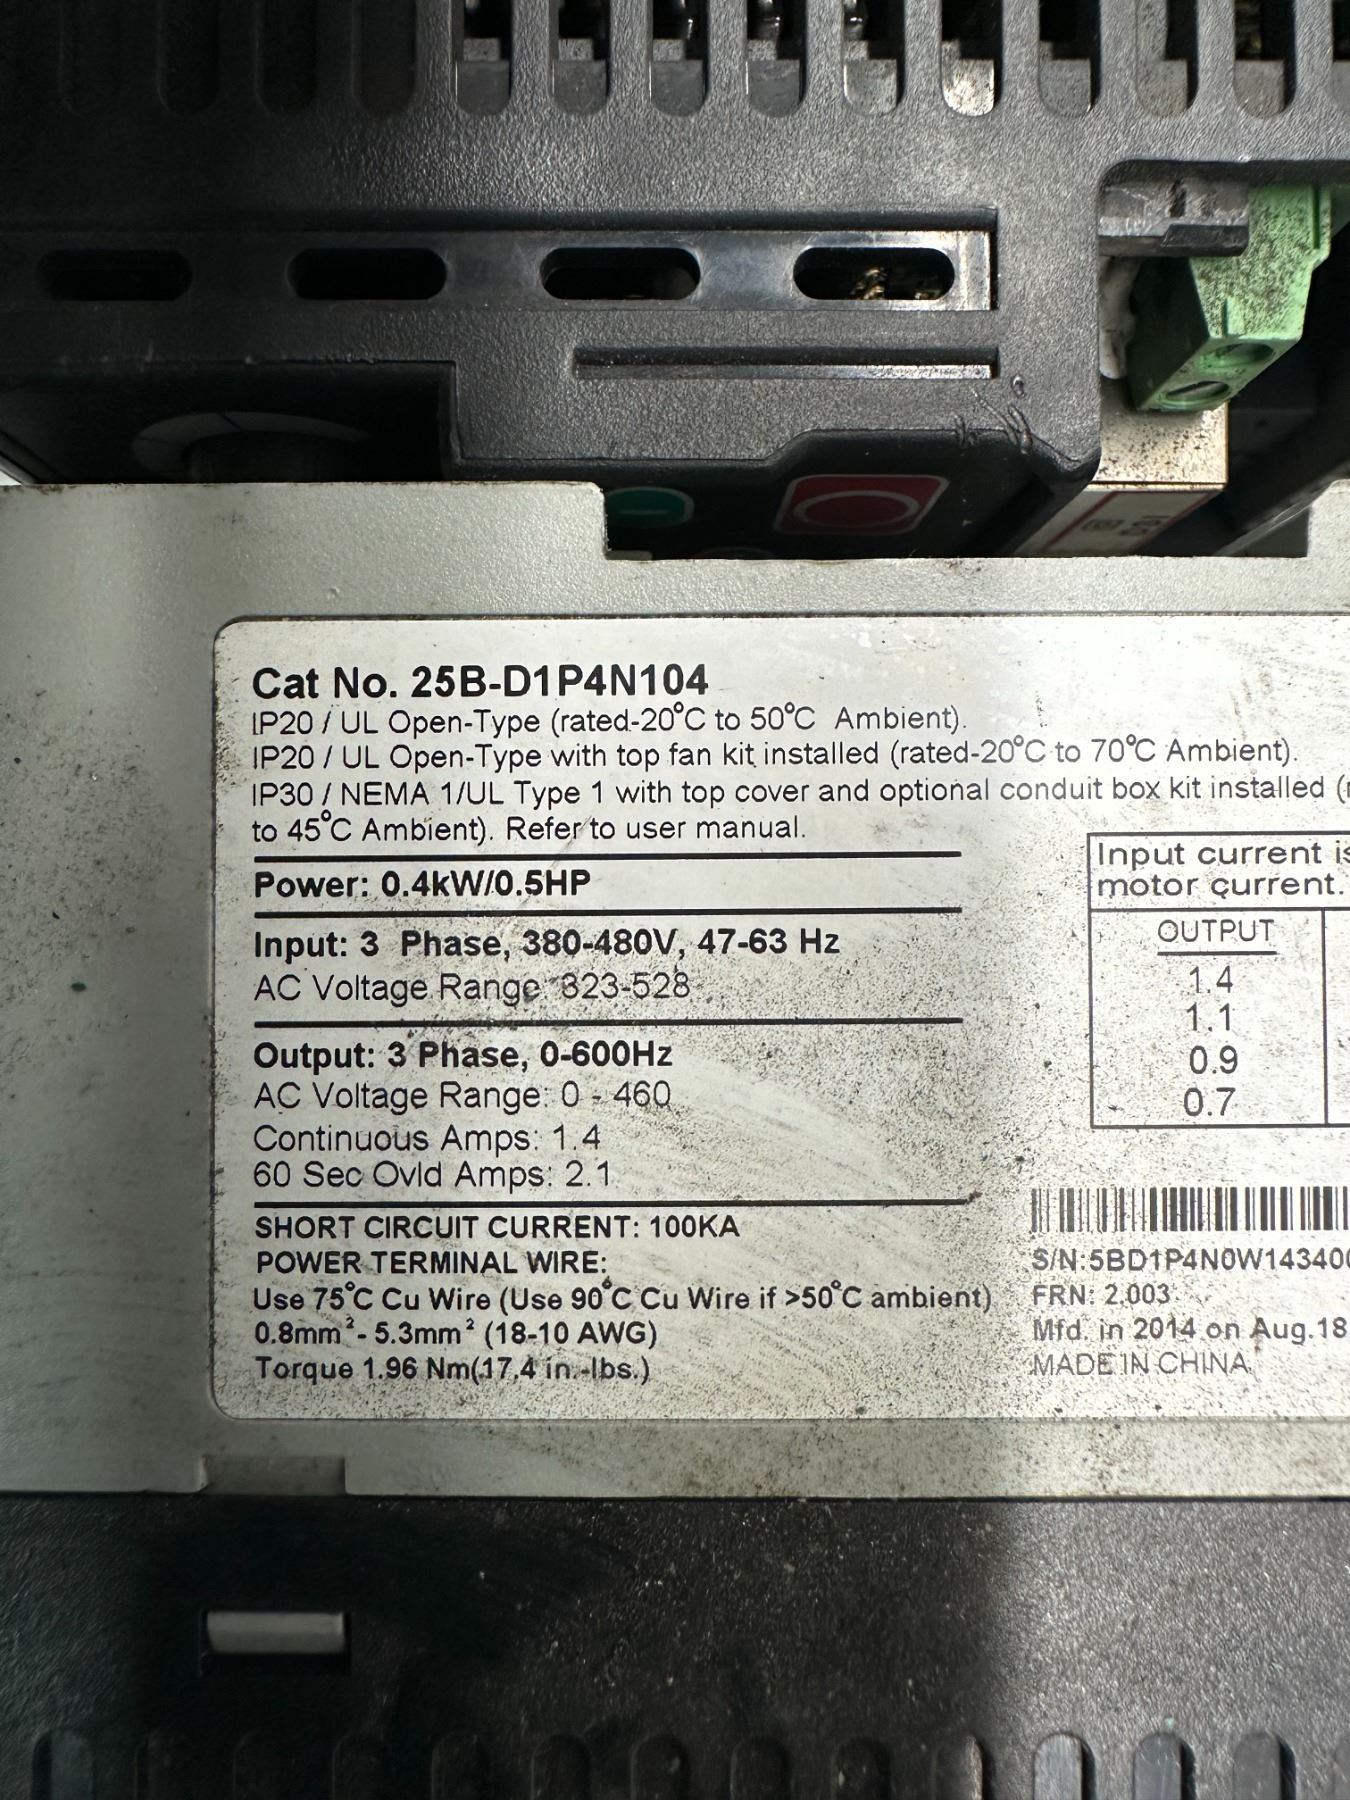 Cat No. 25B-D1P4N104
IP20 / UL Open-Type (rated-20°C to 50°C Ambient).
IP20 / UL Open-Type with top fan kit installed (rated-20°C to 70°C Ambient).
IP30 / NEMA 1/UL Type 1 with top cover and optional conduit box kit installed (
to 45°C Ambient). Refer to user manual.
Power: 0.4kW/0.5HP
Input: 3 Phase, 380-480V, 47-63 Hz
AC Voltage Range: 323-528
Output: 3 Phase, 0-600Hz
AC Voltage Range: 0 - 460
Continuous Amps: 1.4
60 Sec Ovld Amps: 2.1
SHORT CIRCUIT CURRENT: 100KA
POWER TERMINAL WIRE:
Use 75°C Cu Wire (Use 90°C Cu Wire if >50°C ambient)
0.8mm² - 5.3mm² (18-10 AWG)
Torque 1.96 Nm(17.4 in.-lbs.)
Input current is
motor current.
OUTPUT
1.4
1.1
0.9
0.7
S/N:5BD1P4N0W14340
FRN: 2.003
Mfd. in 2014 on Aug.18
MADE IN CHINA